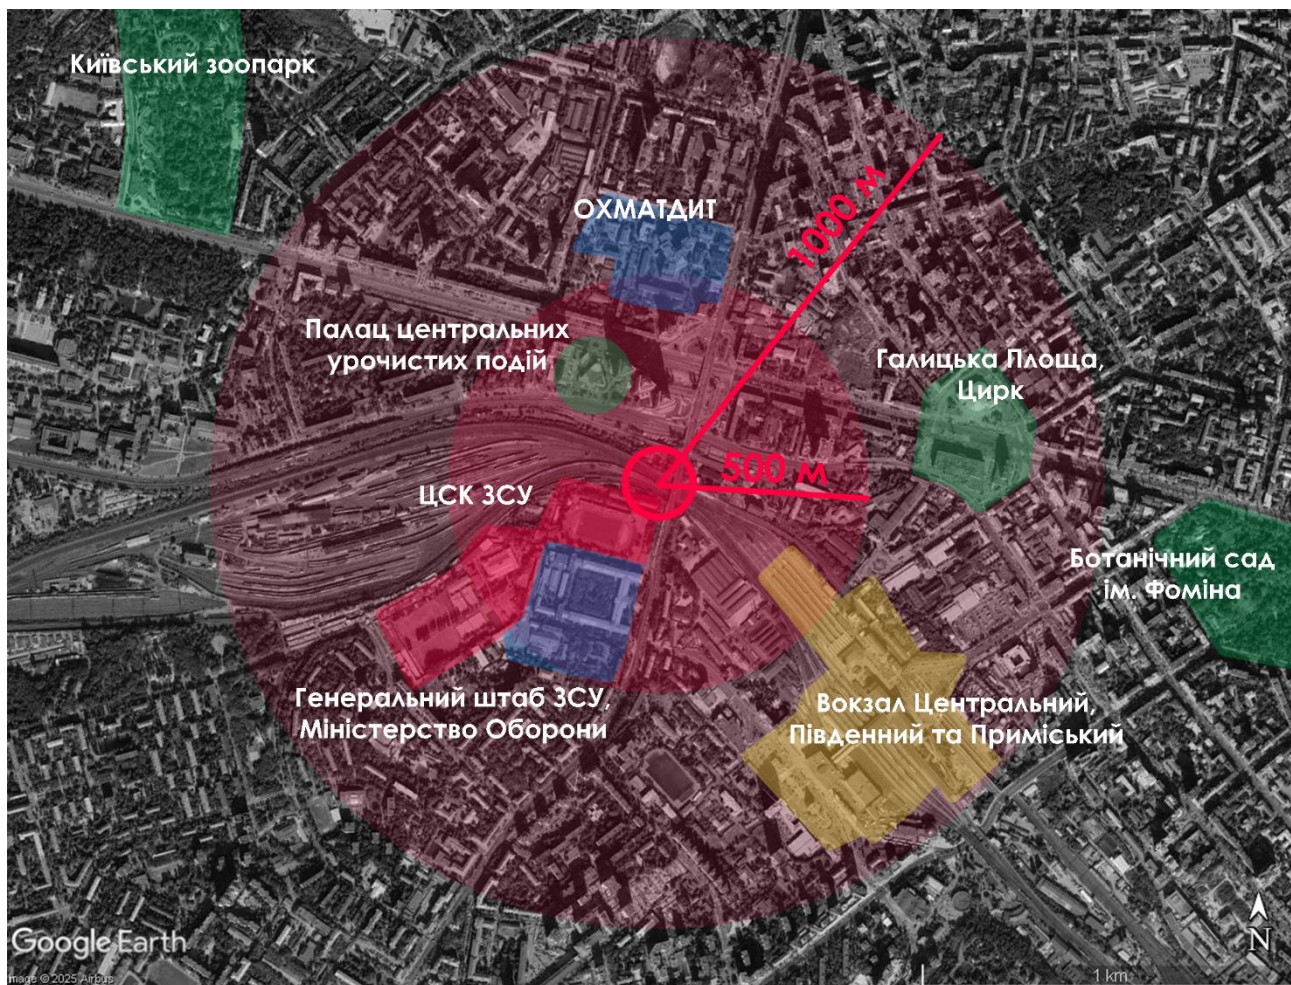 Київський зоопарк
ОХМАТДИТ
1000 м
Палац центральних
урочистих подій
Галицька Площа,
Цирк
500 м
ЦСК ЗСУ
Ботанічний сад
ім. Фоміна
Генеральний штаб ЗСУ,
Міністерство Оборони
Вокзал Центральний,
Південний та Приміський
N
Google Earth
Image © 2025 Airbus
1 km